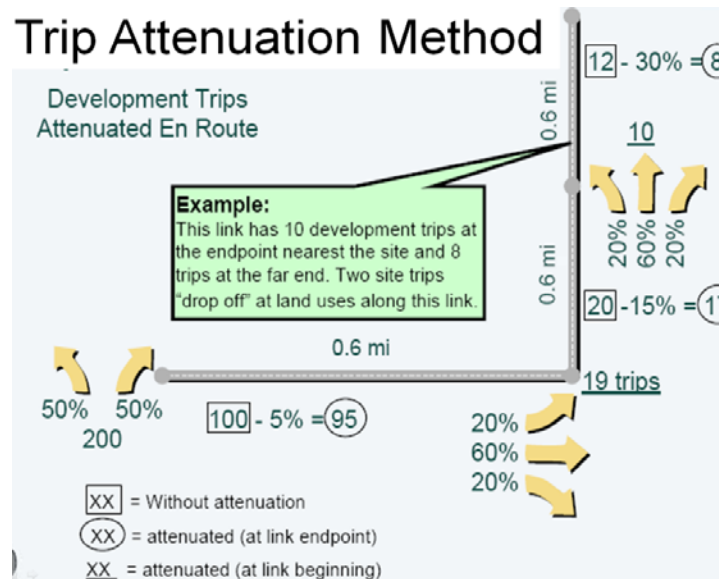 Trip Attenuation Method
Development Trips
Attenuated En Route
12 - 30% = 8
0.6 mi
10
20% 60% 20%
Example:
This link has 10 development trips at
the endpoint nearest the site and 8
trips at the far end. Two site trips
“drop off” at land uses along this link.
0.6 mi
20 -15% =
0.6 mi
19 trips
50% 50%
200
100 - 5% = 95
20%
60%
20%
XX = Without attenuation
XX = attenuated (at link endpoint)
XX = attenuated (at link beginning)